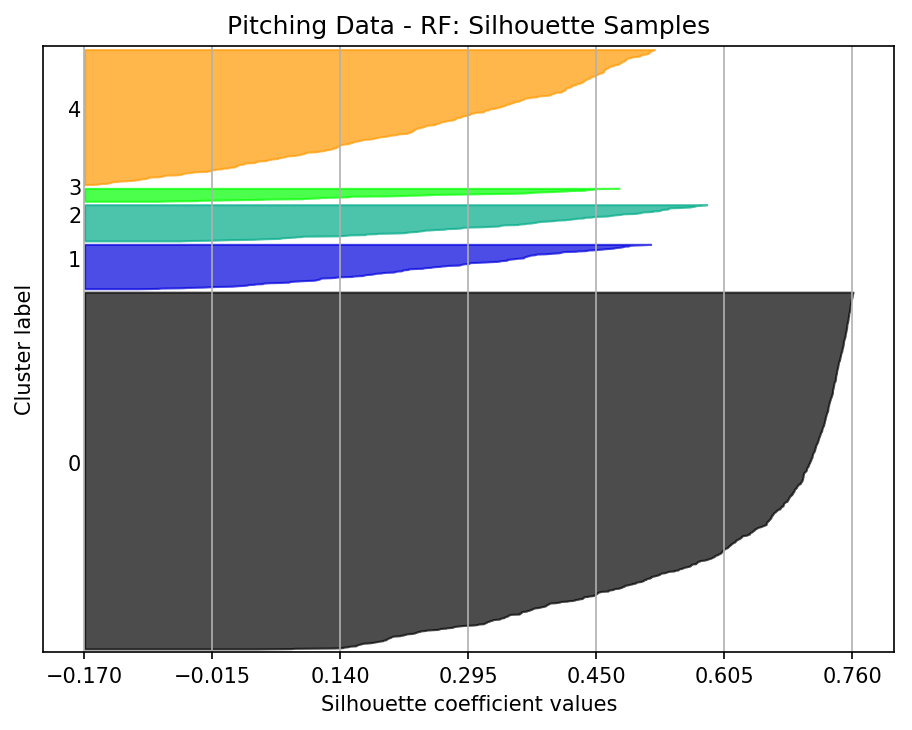 Pitching Data - RF: Silhouette Samples
4
3
2
1
0
Cluster label
−0.170 −0.015 0.140 0.295 0.450 0.605 0.760
Silhouette coefficient values